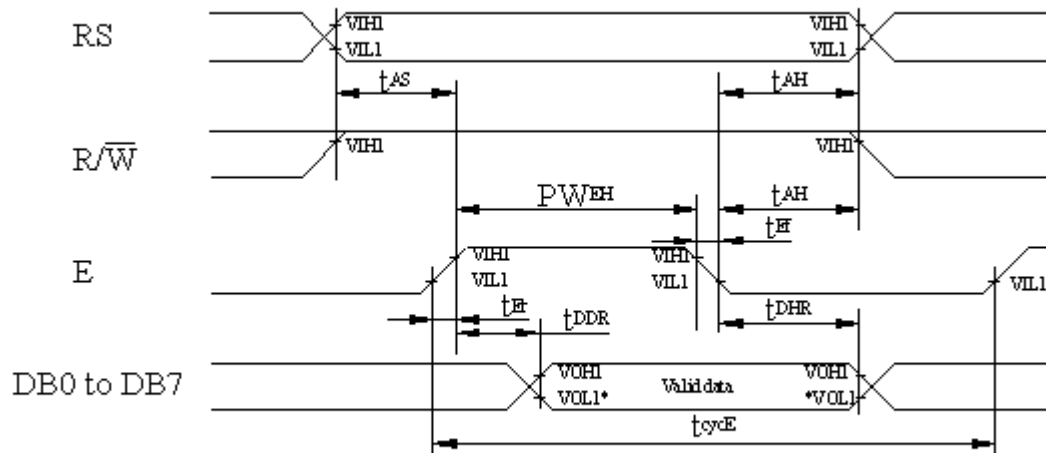 RS
VIH1
VIL1
VIH1
VIL1
tAS
tAH
R/W̅
VIH1
VIH1
PWEH
tAH
tEf
E
VIH1
VIL1
VIH1
VIL1
VIL1
tEr
tDDR
tDHR
DB0 to DB7
VOH1
VOL1*
Valid data
VOH1
*VOL1
tcycE